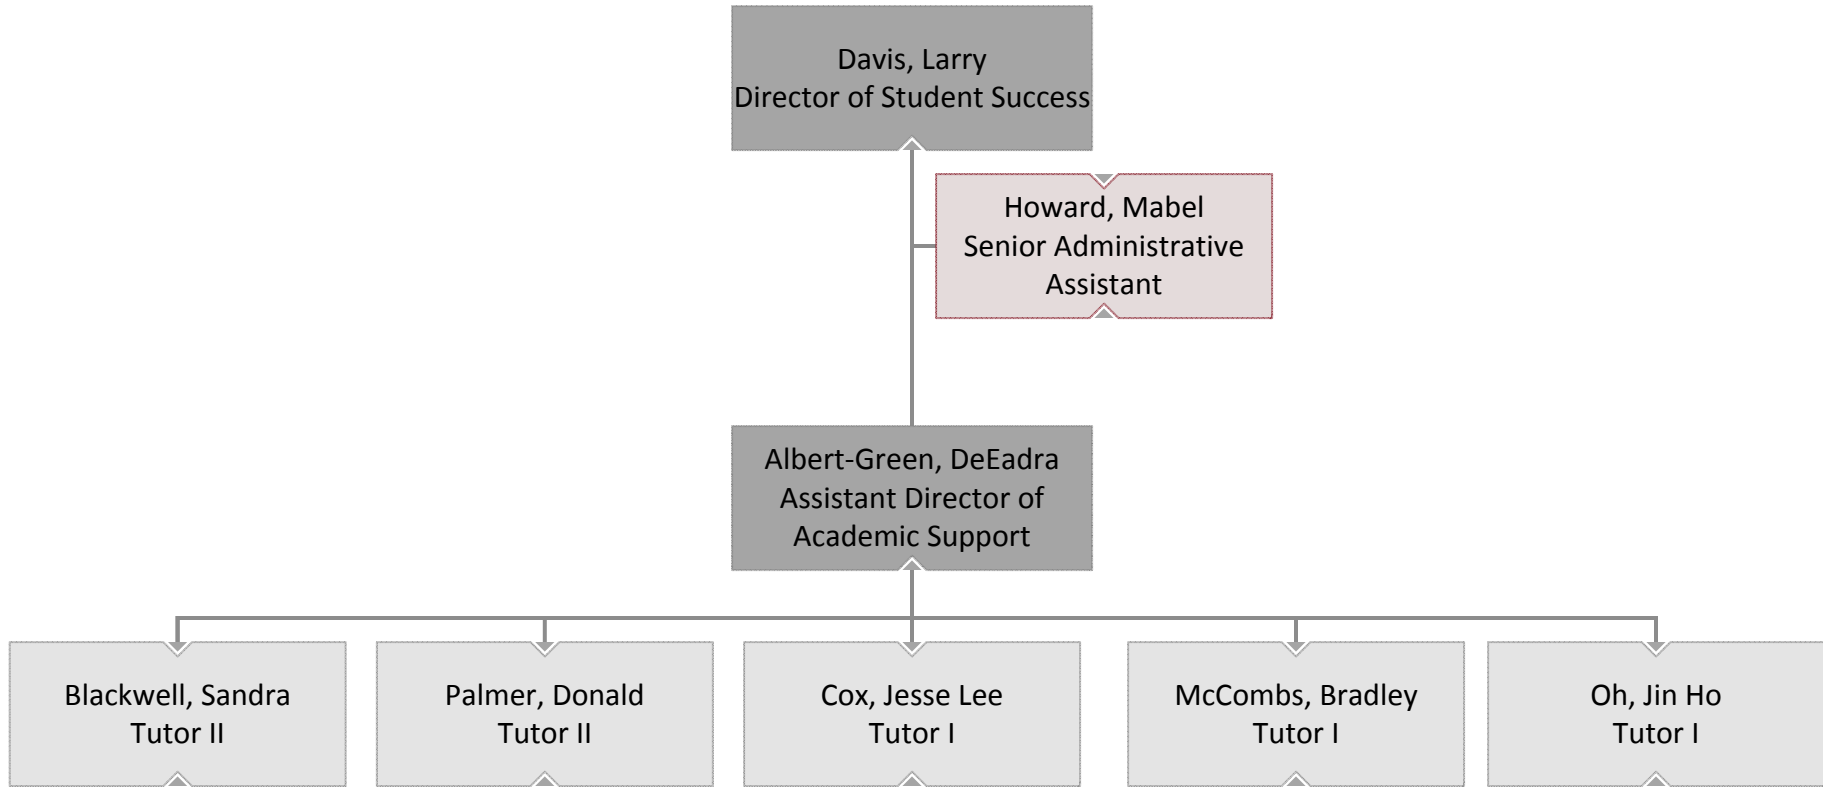 Davis, Larry
Director of Student Success
Howard, Mabel
Senior Administrative
Assistant
Albert-Green, DeEadra
Assistant Director of
Academic Support
Blackwell, Sandra
Tutor II
Palmer, Donald
Tutor II
Cox, Jesse Lee
Tutor I
McCombs, Bradley
Tutor I
Oh, Jin Ho
Tutor I